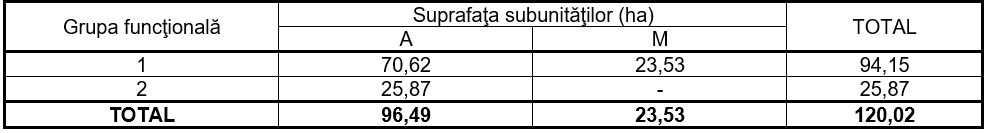 Grupa funcţională Suprafaţa subunităţilor (ha) TOTAL
A M
1 70,62 23,53 94,15
2 25,87 - 25,87
TOTAL 96,49 23,53 120,02